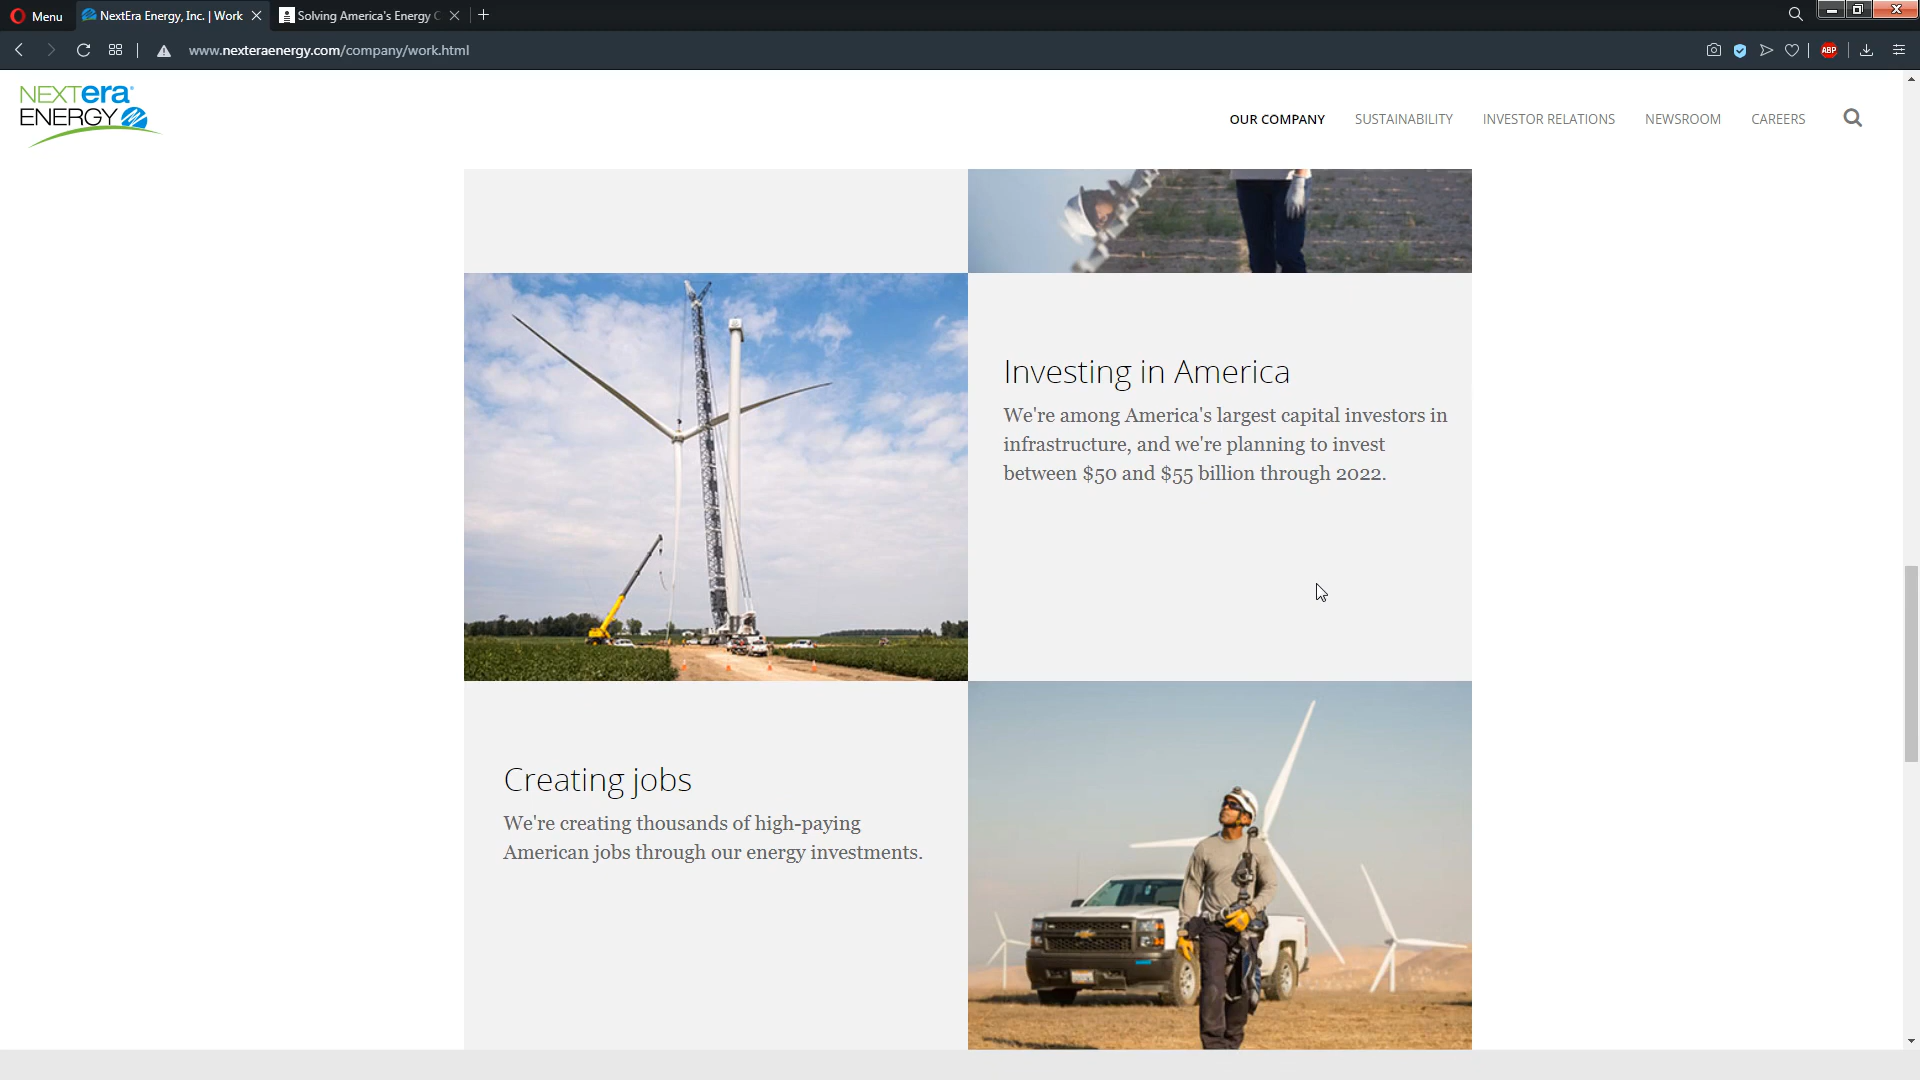 Menu
NextEra Energy, Inc. | Work
Solving America's Energy C
www.nexteraenergy.com/company/work.html
ABP
NEXTera®
ENERGY
OUR COMPANY
SUSTAINABILITY
INVESTOR RELATIONS
NEWSROOM
CAREERS
Investing in America
We're among America's largest capital investors in
infrastructure, and we're planning to invest
between $50 and $55 billion through 2022.
Creating jobs
We're creating thousands of high-paying
American jobs through our energy investments.